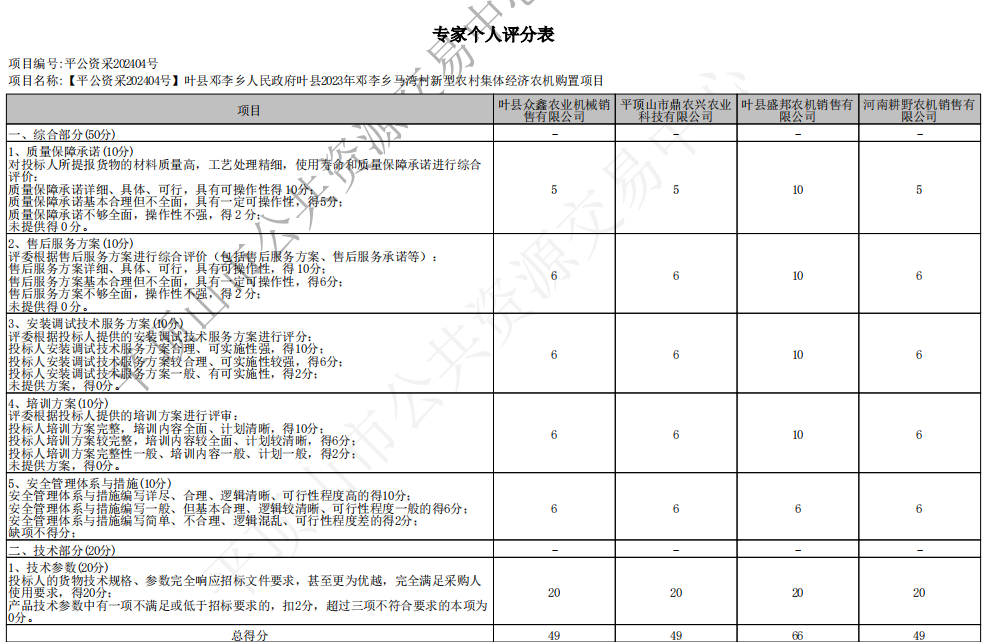 专家个人评分表
项目编号:平公资采202404号
项目名称:【平公资采202404号】叶县邓李乡人民政府叶县2023年邓李乡马湾村新型农村集体经济农机购置项目
项目
叶县众鑫农业机械销
售有限公司
平顶山市鼎农兴农业
科技有限公司
叶县盛邦农机销售有
限公司
河南耕野农机销售有
限公司
一、综合部分(50分)
-
-
-
-
1、质量保障承诺(10分)
对投标人所提报货物的材料质量高，工艺处理精细，使用寿命和质量保障承诺进行综合
评价:
质量保障承诺详细、具体、可行，具有可操作性得 10分;
质量保障承诺基本合理但不全面，具有一定可操作性，得5分;
质量保障承诺不够全面，操作性不强，得 2 分;
未提供得 0 分。
5
5
10
5
2、售后服务方案(10分)
评委根据售后服务方案进行综合评价（包括售后服务方案、售后服务承诺等）:
售后服务方案详细、具体、可行，具有可操作性，得 10分;
售后服务方案基本合理但不全面，具有一定可操作性，得6分;
售后服务方案不够全面，操作性不强，得 2 分;
未提供得 0 分。
6
6
10
6
3、安装调试技术服务方案(10分)
评委根据投标人提供的安装调试技术服务方案进行评分:
投标人安装调试技术服务方案合理、可实施性强，得10分;
投标人安装调试技术服务方案较合理、可实施性较强，得6分;
投标人安装调试技术服务方案一般、有可实施性，得2分;
未提供方案，得0分。
6
6
10
6
4、培训方案(10分)
评委根据投标人提供的培训方案进行评审:
投标人培训方案完整，培训内容全面、计划清晰，得10分;
投标人培训方案较完整，培训内容较全面、计划较清晰，得6分;
投标人培训方案完整性一般、培训内容一般、计划一般，得2分;
未提供方案，得0分。
6
6
10
6
5、安全管理体系与措施(10分)
安全管理体系与措施编写详尽、合理、逻辑清晰、可行性程度高的得10分;
安全管理体系与措施编写一般、但基本合理、逻辑较清晰、可行性程度一般的得6分;
安全管理体系与措施编写简单、不合理、逻辑混乱、可行性程度差的得2分;
缺项不得分;
6
6
6
6
二、技术部分(20分)
-
-
-
-
1、技术参数(20分)
投标人的货物技术规格、参数完全响应招标文件要求，甚至更为优越，完全满足采购人
使用要求，得20分;
产品技术参数中有一项不满足或低于招标要求的，扣2分，超过三项不符合要求的本项为
0分。
20
20
20
20
总得分
49
49
66
49
平顶山市公共资源交易中心
平顶山市公共资源交易中心